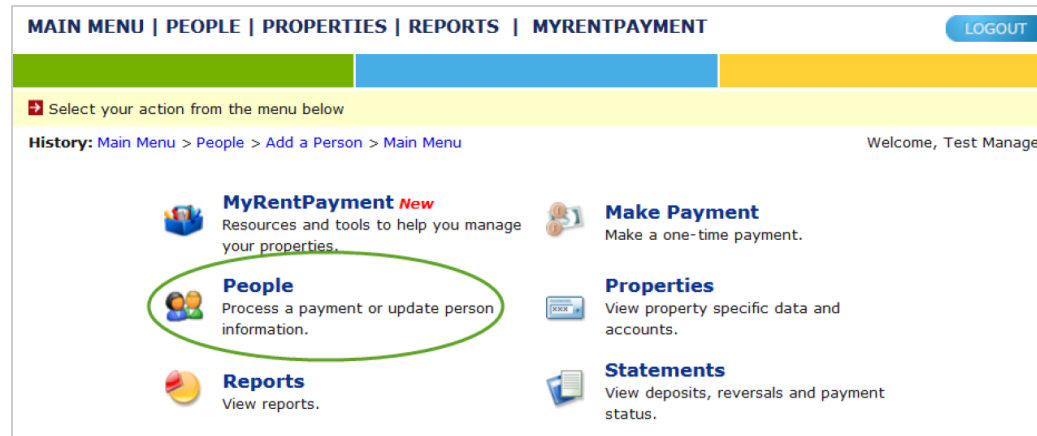 MAIN MENU | PEOPLE | PROPERTIES | REPORTS | MYRENTPAYMENT
LOGOUT
Select your action from the menu below
History: Main Menu > People > Add a Person > Main Menu
Welcome, Test Manage
MyRentPayment New
Resources and tools to help you manage
your properties.
Make Payment
Make a one-time payment.
People
Process a payment or update person
information.
Properties
View property specific data and
accounts.
Reports
View reports.
Statements
View deposits, reversals and payment
status.